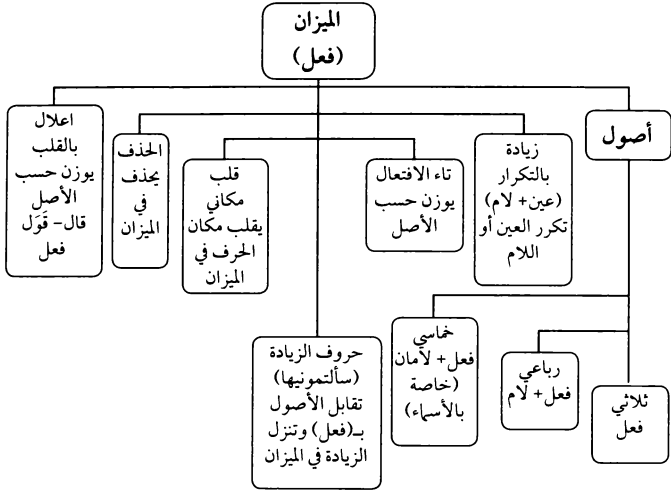 الميزان
(فعل)
أصول
زيادة
بالتكرار
(عين+ لام)
تكرر العين أو
اللام
تاء الافتعال
يوزن حسب
الأصل
قلب
مكاني
يقلب مكان
الحرف في
الميزان
الحذف
يحذف
في
الميزان
اعلال
بالقلب
يوزن حسب
الأصل
قال- قَوَل
فعل
ثلاثي
فعل
رباعي
فعل+ لام
خماسي
فعل+ لامان
(خاصة
بالأسماء)
حروف الزيادة
(سألتمونيها)
تقابل الأصول
بـ(فعل) وتنزل
الزيادة في الميزان